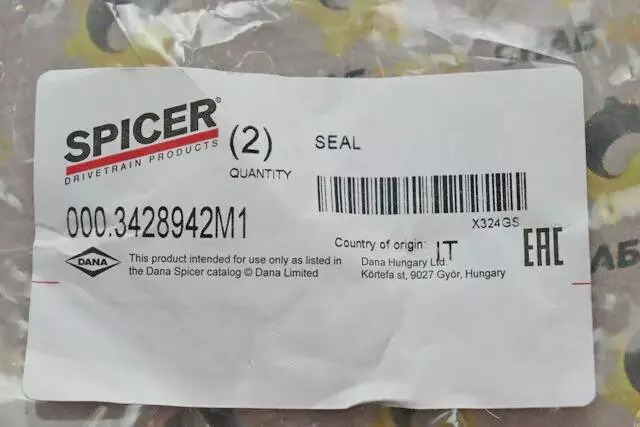 SPICER®
DRIVETRAIN PRODUCTS
(2)
QUANTITY
SEAL
X324GS
000.3428942M1
Country of origin: IT
DANA
This product intended for use only as listed in
the Dana Spicer catalog © Dana Limited
Dana Hungary Ltd.
Körtefa st, 9027 Győr, Hungary
EAC